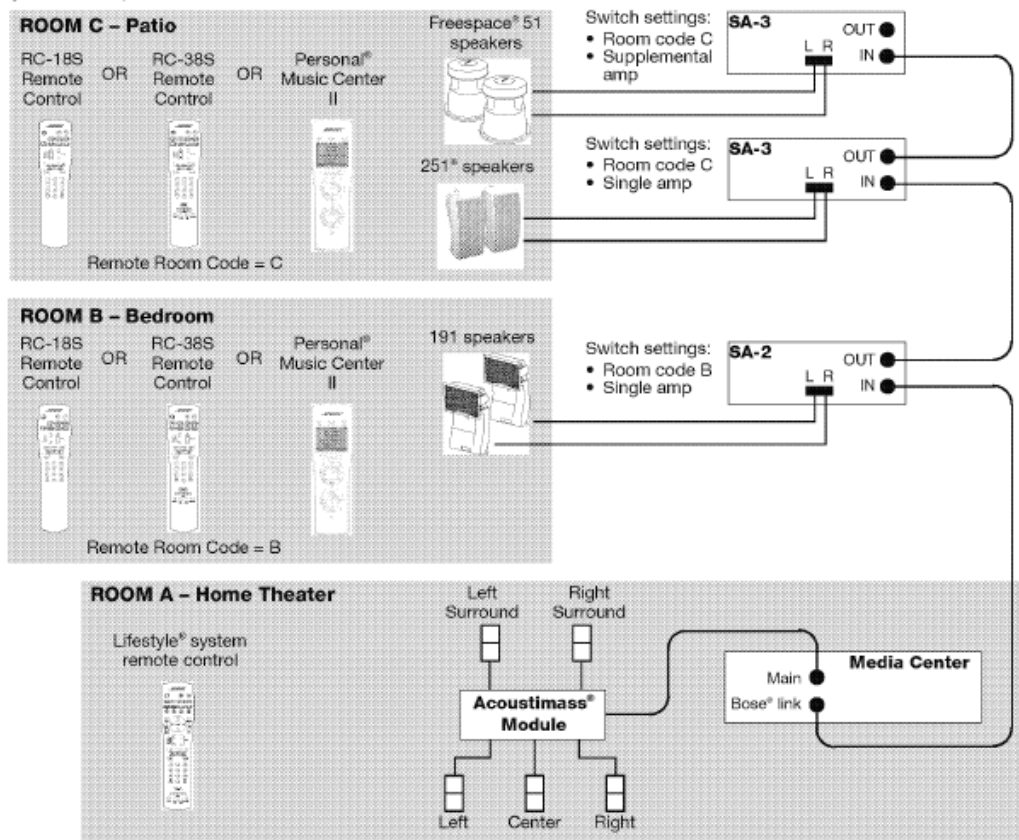 ROOM C – Patio
RC-18S
Remote
Control
OR
RC-38S
Remote
Control
OR
Personal®
Music Center
II
Remote Room Code = C
Freespace® 51
speakers
251® speakers
Switch settings:
• Room code C
• Supplemental
amp
SA-3
L R
OUT
IN
Switch settings:
• Room code C
• Single amp
SA-3
L R
OUT
IN
ROOM B – Bedroom
RC-18S
Remote
Control
OR
RC-38S
Remote
Control
OR
Personal®
Music Center
II
Remote Room Code = B
191 speakers
Switch settings:
• Room code B
• Single amp
SA-2
L R
OUT
IN
ROOM A – Home Theater
Lifestyle® system
remote control
Left
Surround
Right
Surround
Acoustimass®
Module
Left
Center
Right
Media Center
Main
Bose® link